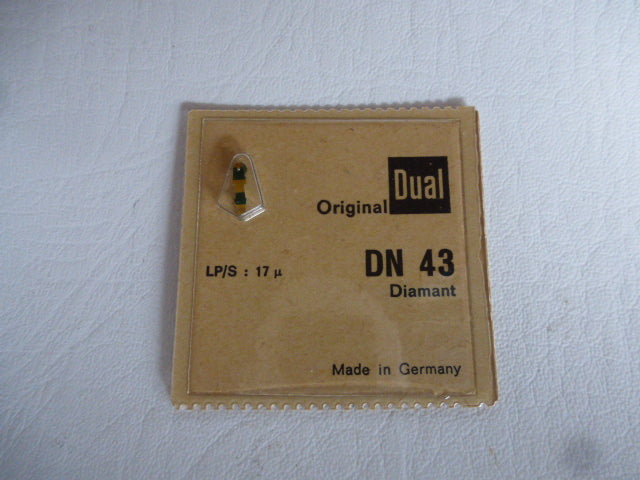 Original Dual
DN 43
LP/S : 17 μ
Diamant
Made in Germany